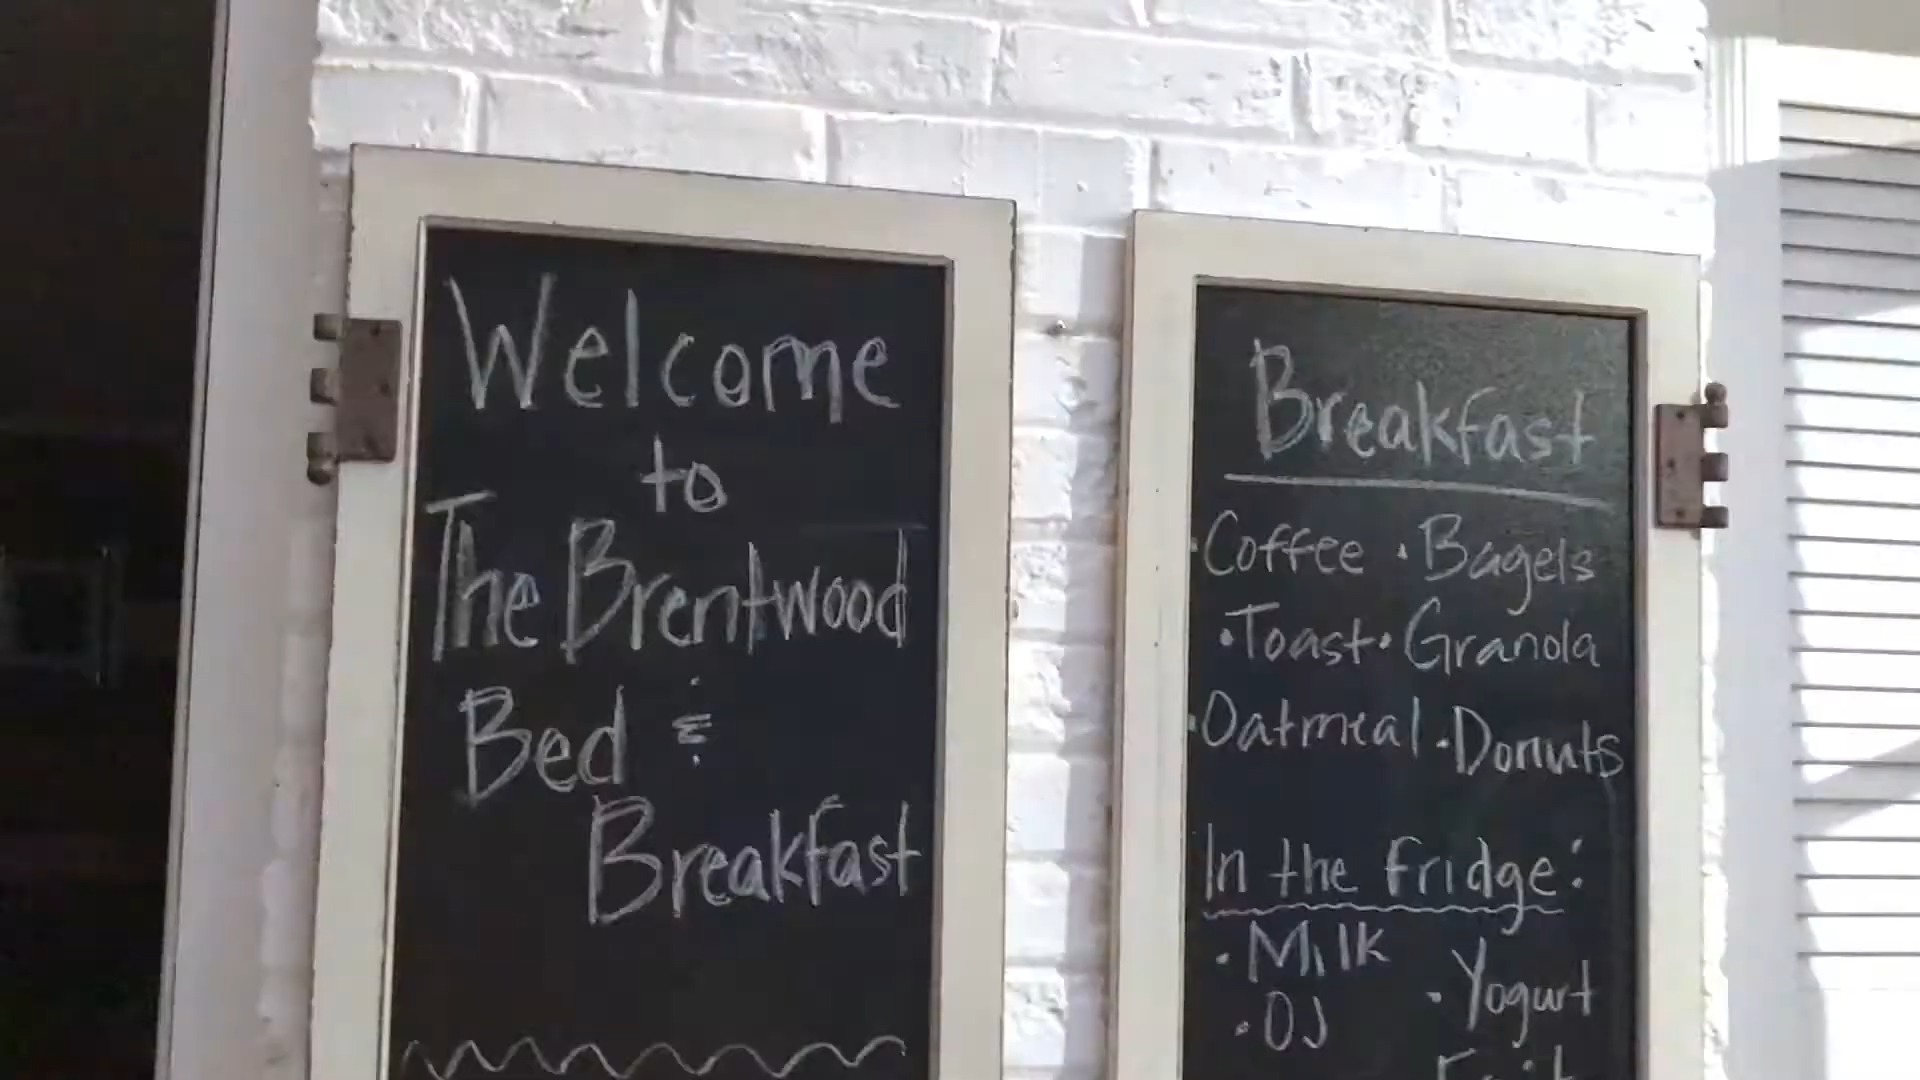 Welcome
to
The Brentwood
Bed &
Breakfast
Breakfast
·Coffee ·Bagels
·Toast ·Granola
·Oatmeal ·Donuts
In the fridge:
·Milk
·Yogurt
·OJ